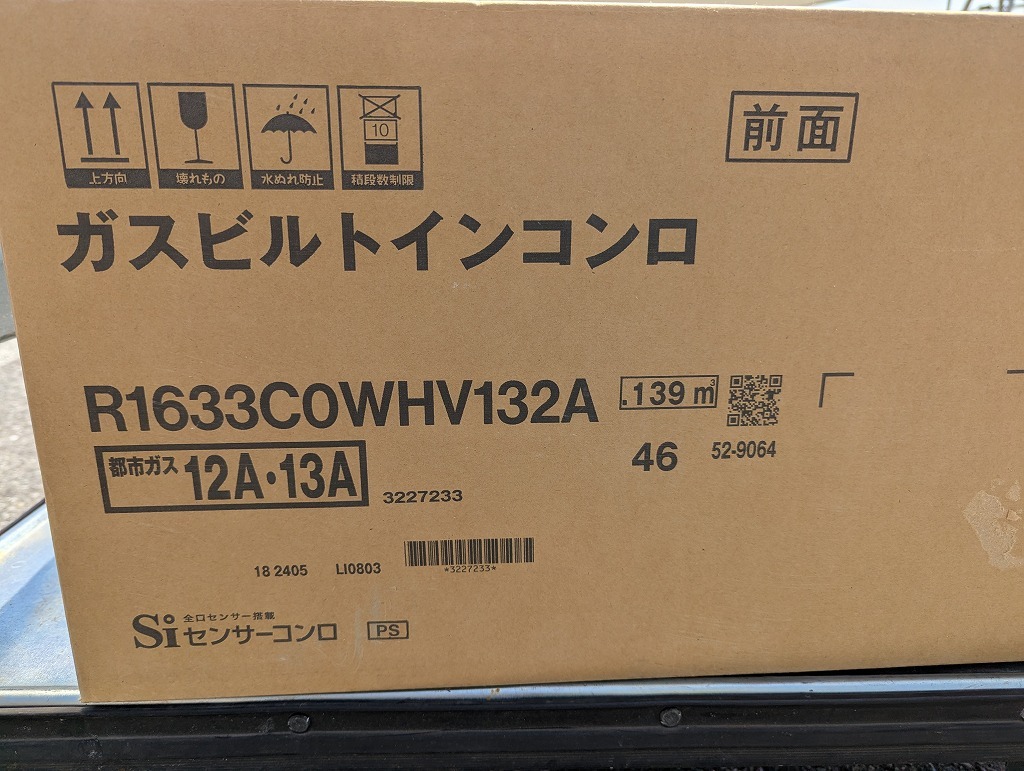 上方向
壊れもの
水ぬれ防止
10
積段数制限
前面
ガスビルトインコンロ
R1633C0WHV132A
.139 m³
46
52-9064
都市ガス 12A・13A
3227233
18 2405
LI0803
*3227233*
Si 全口センサー搭載
センサーコンロ
PS